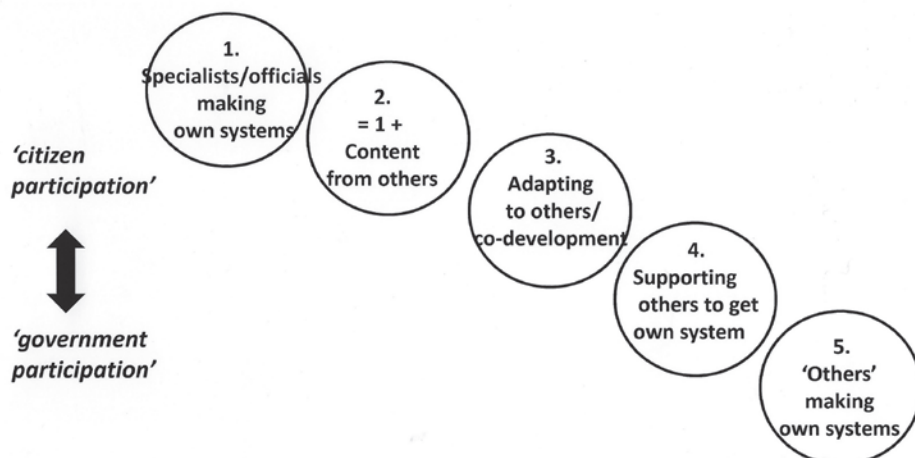 1.
Specialists/officials
making
own systems
2.
= 1 +
Content
from others
‘citizen
participation’
3.
Adapting
to others/
co-development
4.
Supporting
others to get
own system
‘government
participation’
5.
‘Others’
making
own systems